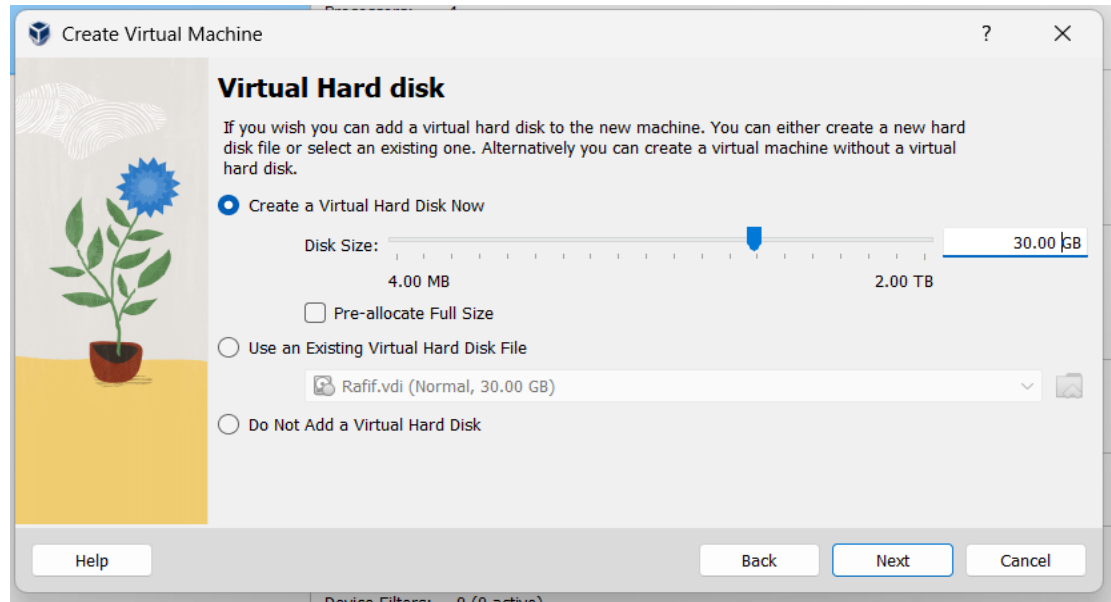 Create Virtual Machine
?
Virtual Hard disk
If you wish you can add a virtual hard disk to the new machine. You can either create a new hard
disk file or select an existing one. Alternatively you can create a virtual machine without a virtual
hard disk.
Create a Virtual Hard Disk Now
Disk Size:
30.00 GB
4.00 MB
2.00 TB
Pre-allocate Full Size
Use an Existing Virtual Hard Disk File
Rafif.vdi (Normal, 30.00 GB)
Do Not Add a Virtual Hard Disk
Help
Back
Next
Cancel